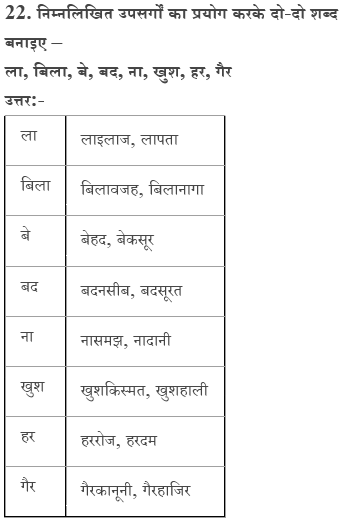 22. निम्नलिखित उपसर्गों का प्रयोग करके दो-दो शब्द
बनाइए –
ला, बिला, बे, बद, ना, खुश, हर, गैर
उत्तर:-
ला लाइलाज, लापता
बिला बिलावजह, बिलानागा
बे बेहद, बेकसूर
बद बदनसीब, बदसूरत
ना नासमझ, नादानी
खुश खुशकिस्मत, खुशहाली
हर हररोज, हरदम
गैर गैरकानूनी, गैरहाजिर